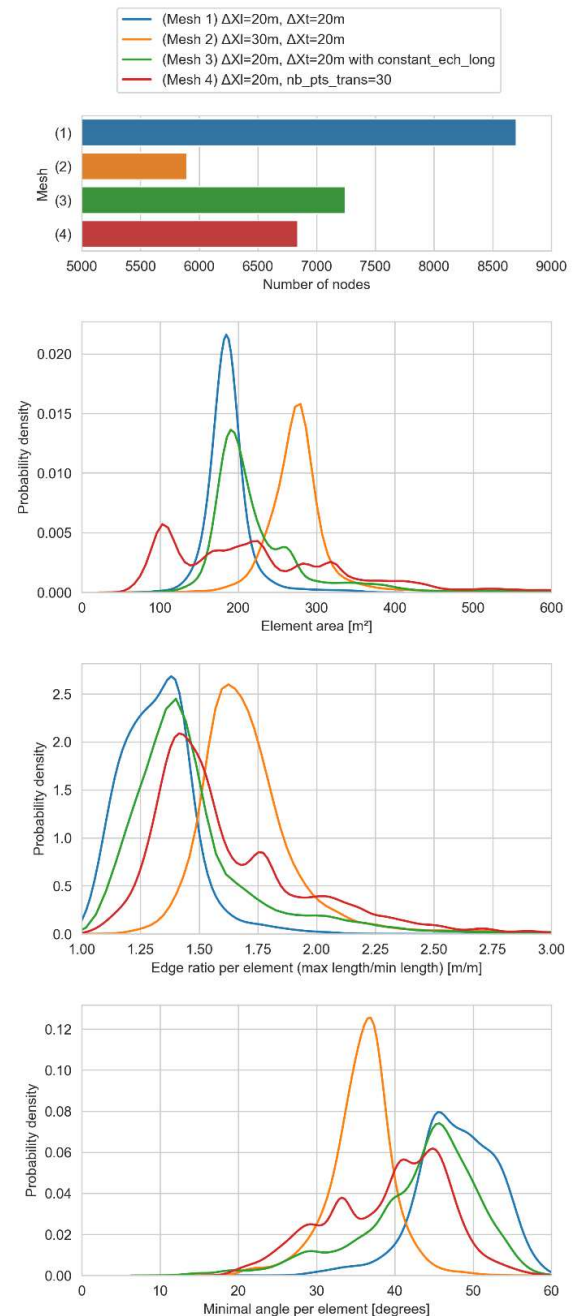 (Mesh 1) ΔXl=20m, ΔXt=20m
(Mesh 2) ΔXl=30m, ΔXt=20m
(Mesh 3) ΔXl=20m, ΔXt=20m with constant_ech_long
(Mesh 4) ΔXl=20m, nb_pts_trans=30
Mesh
(1)
(2)
(3)
(4)
5000 5500 6000 6500 7000 7500 8000 8500 9000
Number of nodes
Probability density
0.020
0.015
0.010
0.005
0.000
0 100 200 300 400 500 600
Element area [m²]
Probability density
2.5
2.0
1.5
1.0
0.5
0.0
1.00 1.25 1.50 1.75 2.00 2.25 2.50 2.75 3.00
Edge ratio per element (max length/min length) [m/m]
Probability density
0.12
0.10
0.08
0.06
0.04
0.02
0.00
0 10 20 30 40 50 60
Minimal angle per element [degrees]